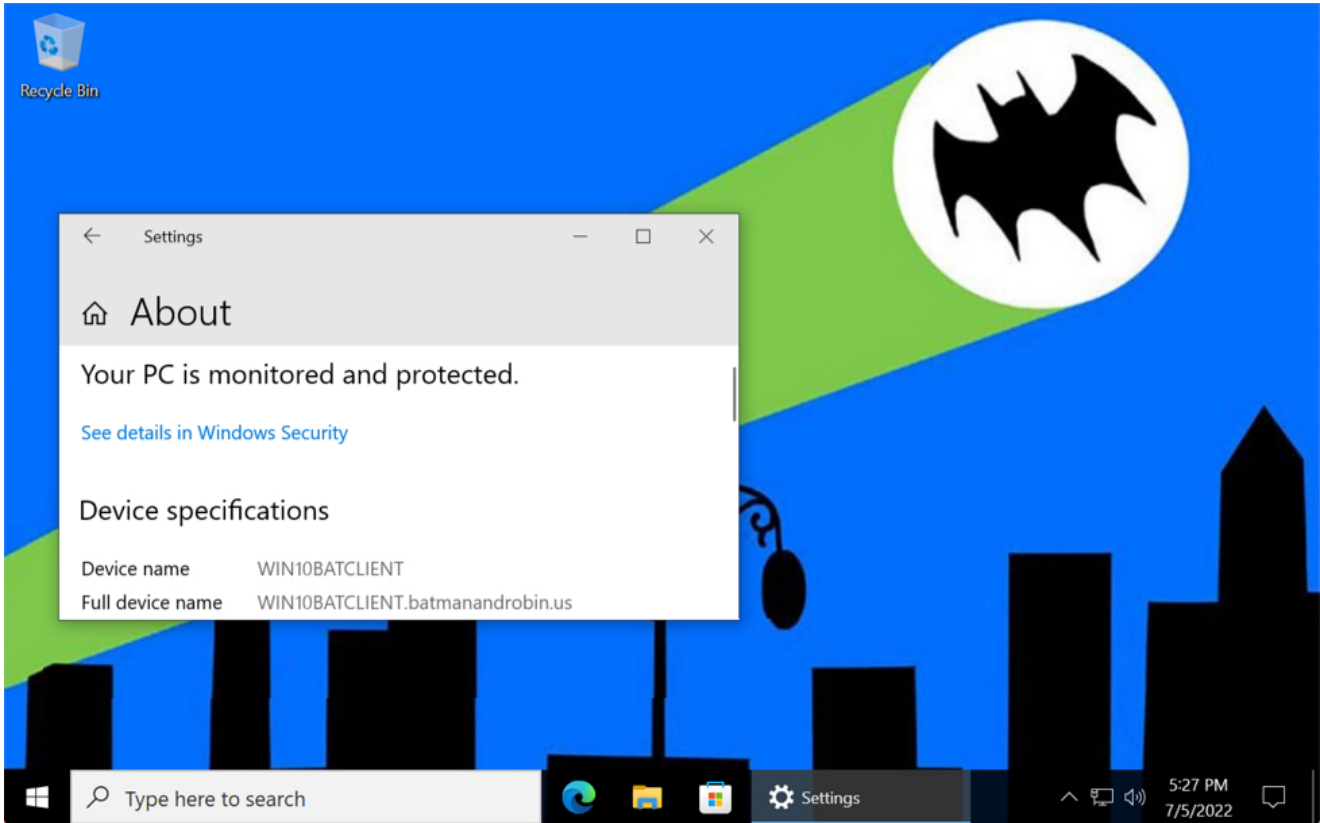 Recycle Bin
Settings
About
Your PC is monitored and protected.
See details in Windows Security
Device specifications
Device name WIN10BATCLIENT
Full device name WIN10BATCLIENT.batmanandrobin.us
Type here to search
Settings
5:27 PM
7/5/2022